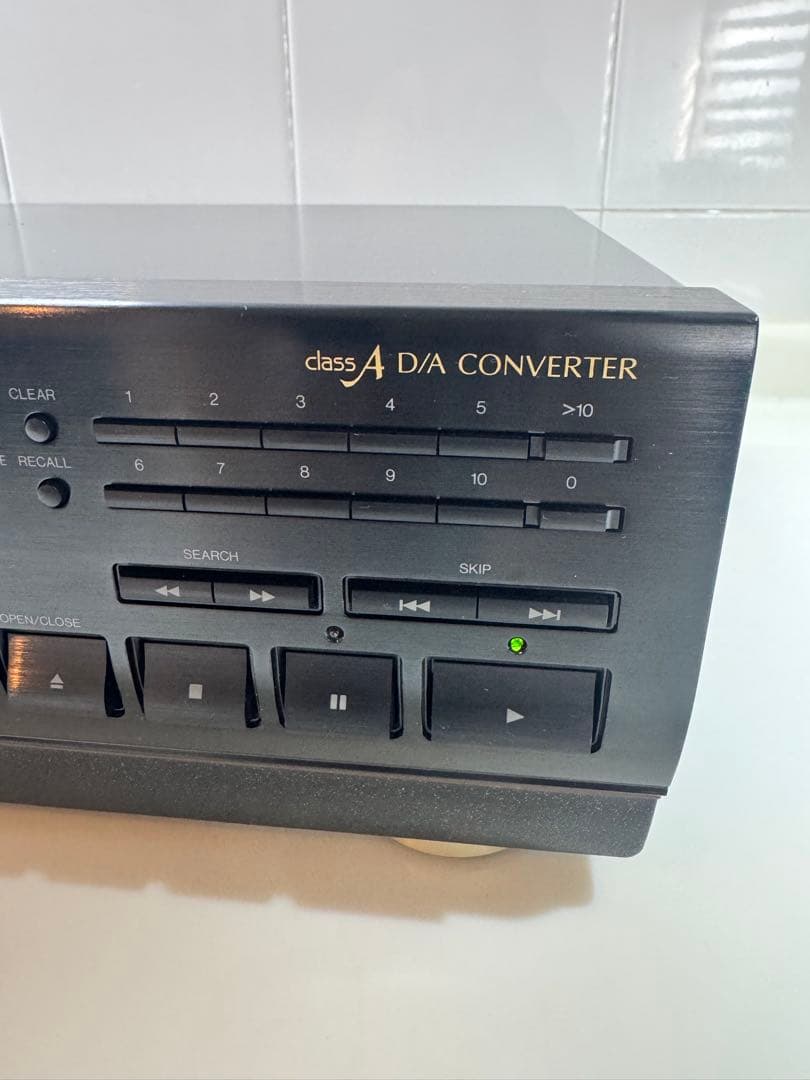 class A D/A CONVERTER
CLEAR 1 2 3 4 5 >10
E RECALL 6 7 8 9 10 0
SEARCH SKIP
OPEN/CLOSE